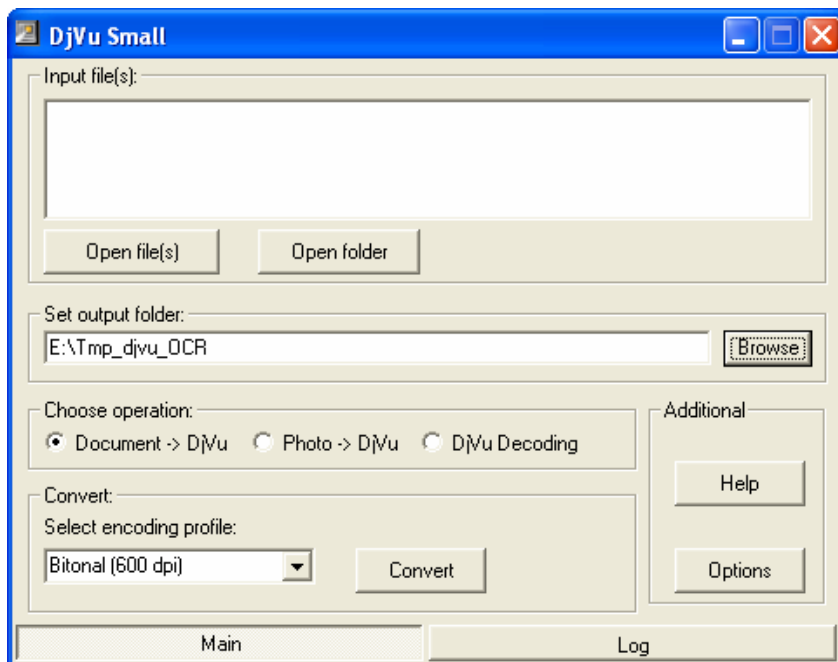 DjVu Small
Input file(s):
Open file(s) Open folder
Set output folder:
E:\Tmp_djvu_OCR Browse
Choose operation: Additional
Document -> DjVu Photo -> DjVu DjVu Decoding
Help
Convert:
Select encoding profile:
Bitonal (600 dpi) Convert Options
Main Log